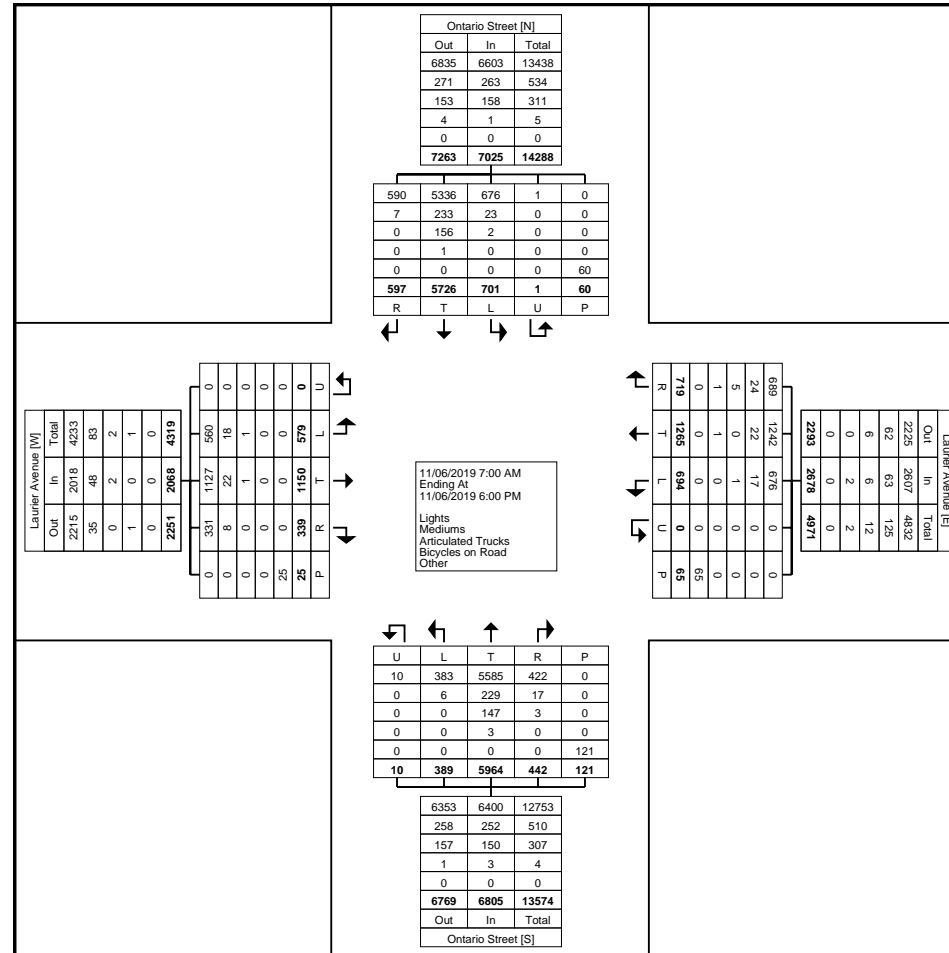 Ontario Street [N]
Out In Total
6835 6603 13438
271 263 534
153 158 311
4 1 5
0 0 0
7263 7025 14288
590 5336 676 1 0
7 233 23 0 0
0 156 2 0 0
0 1 0 0 0
0 0 0 0 60
597 5726 701 1 60
R T L U P
Laurier Avenue [W]
Total 4233 83 2 1 0 4319
In 2018 48 2 0 0 2068
Out 2215 35 0 1 0 2251
0 0 0 0 0 0 U
560 18 1 0 0 579 L
1127 22 1 0 0 1150 T
331 8 0 0 0 339 R
0 0 0 0 25 25 P
11/06/2019 7:00 AM
Ending At
11/06/2019 6:00 PM
Lights
Mediums
Articulated Trucks
Bicycles on Road
Other
R 719 0 1 5 24 689
T 1265 0 1 0 22 1242
L 694 0 0 1 17 676
U 0 0 0 0 0 0
P 65 65 0 0 0 0
2293 0 0 6 62 2225 Out
2678 0 2 6 63 2607 In
4971 0 2 12 125 4832 Total
Laurier Avenue [E]
U L T R P
10 383 5585 422 0
0 6 229 17 0
0 0 147 3 0
0 0 3 0 0
0 0 0 0 121
10 389 5964 442 121
6353 6400 12753
258 252 510
157 150 307
1 3 4
0 0 0
6769 6805 13574
Out In Total
Ontario Street [S]